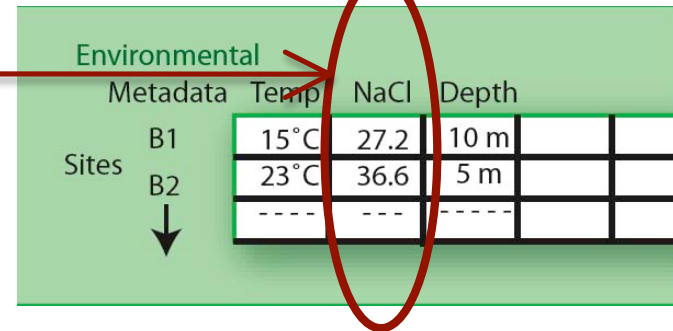 Environmental
Metadata Temp NaCl Depth
Sites
B1 15°C 27.2 10 m
B2 23°C 36.6 5 m
---- --- -----